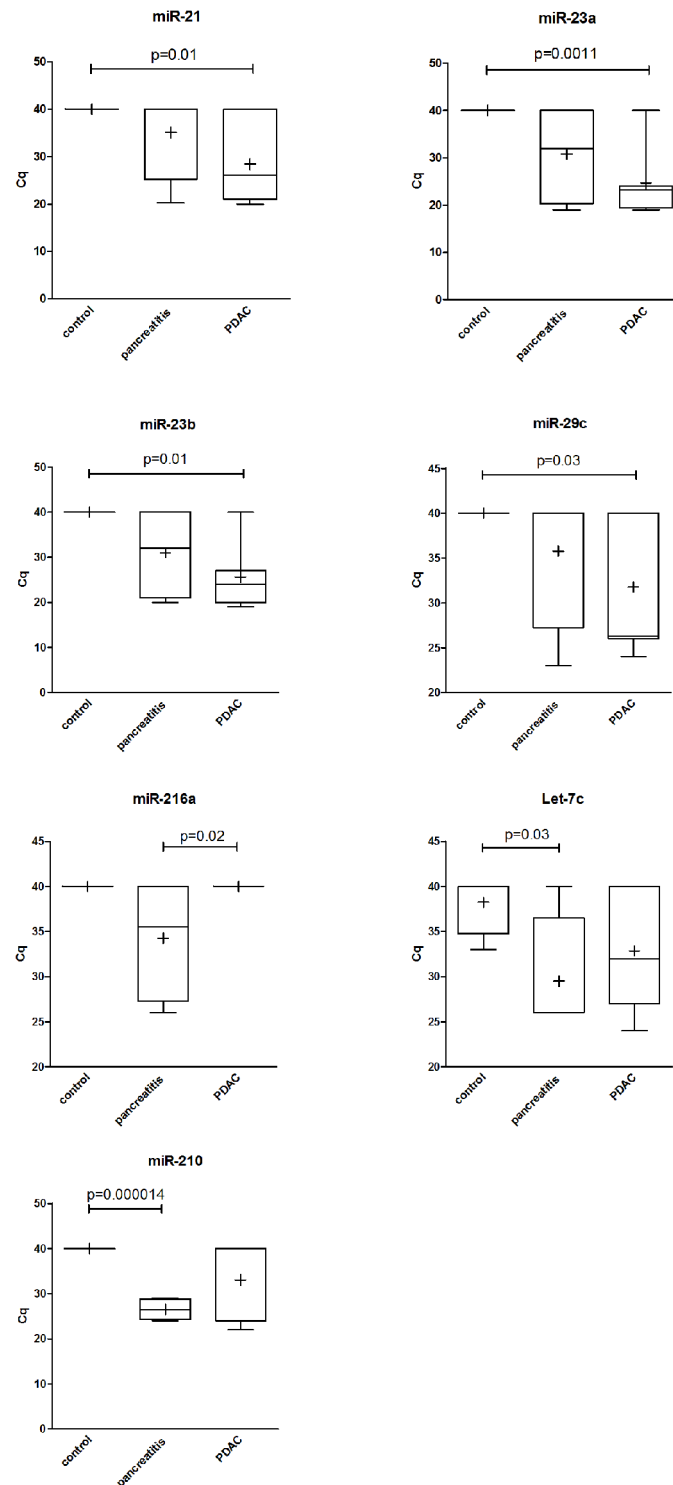 miR-21
p=0.01
50
40
30
20
10
0
Cq
control
pancreatitis
PDAC
miR-23a
p=0.0011
50
40
30
20
10
0
Cq
control
pancreatitis
PDAC
miR-23b
p=0.01
50
40
30
20
10
0
Cq
control
pancreatitis
PDAC
miR-29c
p=0.03
45
40
35
30
25
20
Cq
control
pancreatitis
PDAC
miR-216a
p=0.02
45
40
35
30
25
20
Cq
control
pancreatitis
PDAC
Let-7c
p=0.03
45
40
35
30
25
20
Cq
control
pancreatitis
PDAC
miR-210
p=0.000014
50
40
30
20
10
0
Cq
control
pancreatitis
PDAC